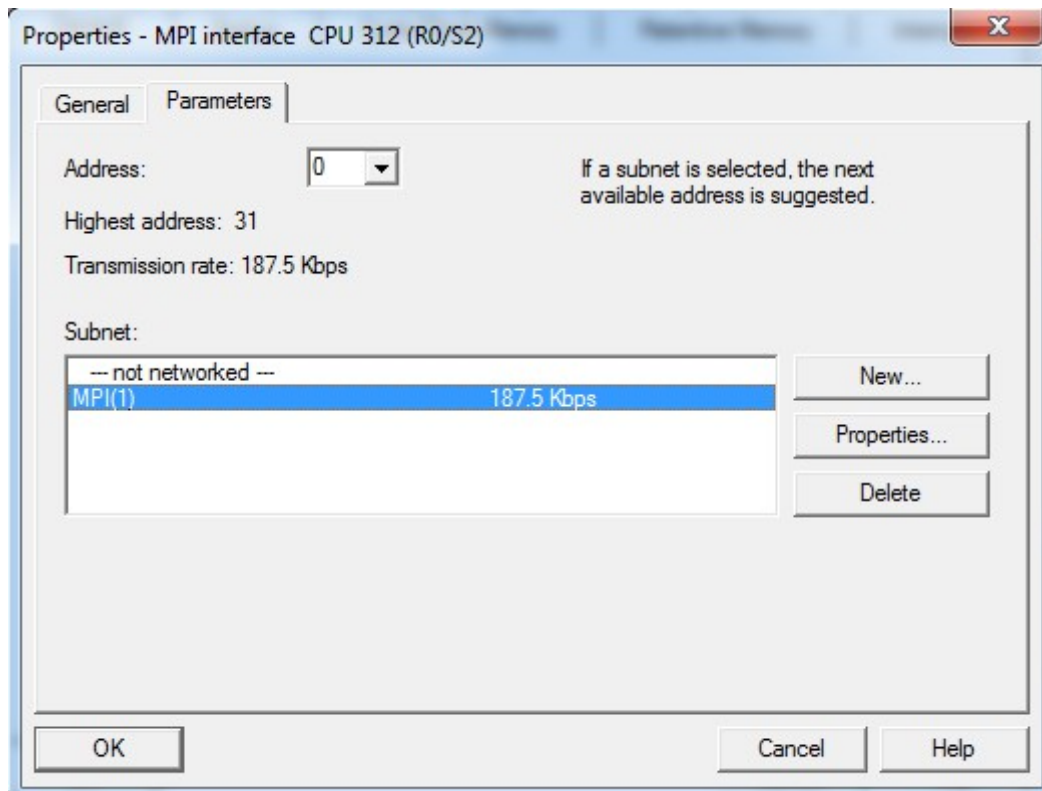 Properties - MPI interface CPU 312 (R0/S2)
General Parameters
Address: 0
If a subnet is selected, the next
available address is suggested.
Highest address: 31
Transmission rate: 187.5 Kbps
Subnet:
--- not networked ---
MPI(1) 187.5 Kbps
New...
Properties...
Delete
OK Cancel Help